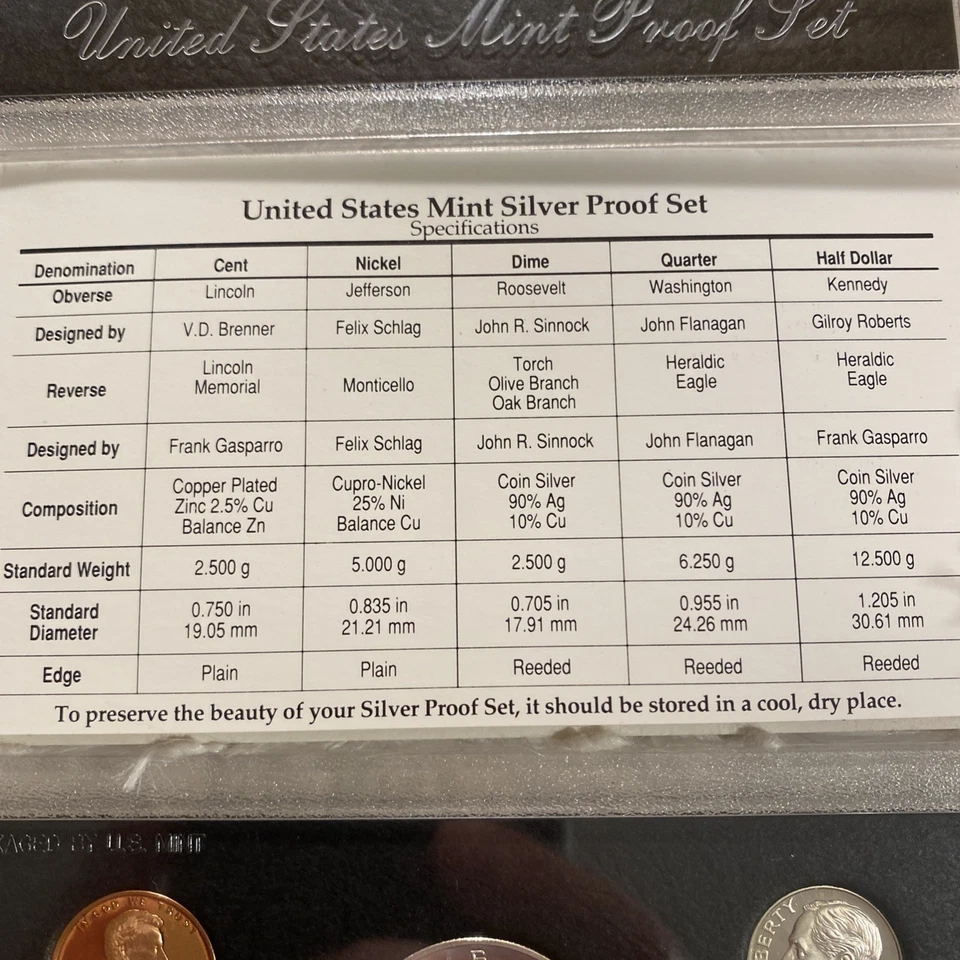 United States Mint Proof Set
United States Mint Silver Proof Set
Specifications
Denomination Cent Nickel Dime Quarter Half Dollar
Obverse Lincoln Jefferson Roosevelt Washington Kennedy
Designed by V.D. Brenner Felix Schlag John R. Sinnock John Flanagan Gilroy Roberts
Reverse Lincoln Memorial Monticello Torch Olive Branch Oak Branch Heraldic Eagle Heraldic Eagle
Designed by Frank Gasparro Felix Schlag John R. Sinnock John Flanagan Frank Gasparro
Composition Copper Plated Zinc 2.5% Cu Balance Zn Cupro-Nickel 25% Ni Balance Cu Coin Silver 90% Ag 10% Cu Coin Silver 90% Ag 10% Cu Coin Silver 90% Ag 10% Cu
Standard Weight 2.500 g 5.000 g 2.500 g 6.250 g 12.500 g
Standard Diameter 0.750 in 19.05 mm 0.835 in 21.21 mm 0.705 in 17.91 mm 0.955 in 24.26 mm 1.205 in 30.61 mm
Edge Plain Plain Reeded Reeded Reeded
To preserve the beauty of your Silver Proof Set, it should be stored in a cool, dry place.
KAGED BY U.S. MINT
IN GOD WE TRUST
BERTY